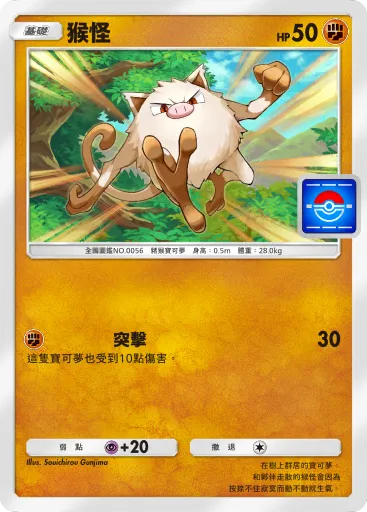 基礎 猴怪 HP 50
全國圖鑑NO.0056 豬猴寶可夢 身高：0.5m 體重：28.0kg
突擊 30
這隻寶可夢也受到10點傷害。
弱點 +20 撤退
Illus. Souichirou Gunjima
在樹上群居的寶可夢。
和夥伴走散的猴怪會因為
按捺不住寂寞而動不動就生氣。